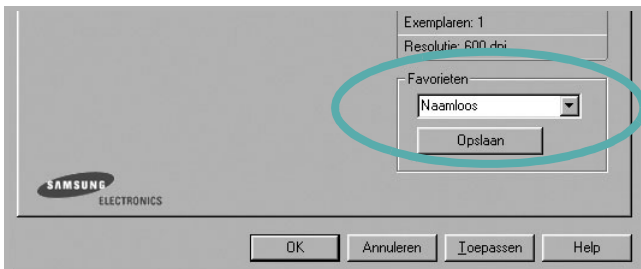 Exemplaren: 1
Resolutie: 600 dpi
Favorieten
Naamloos
Opslaan
SAMSUNG
ELECTRONICS
OK Annuleren Toepassen Help